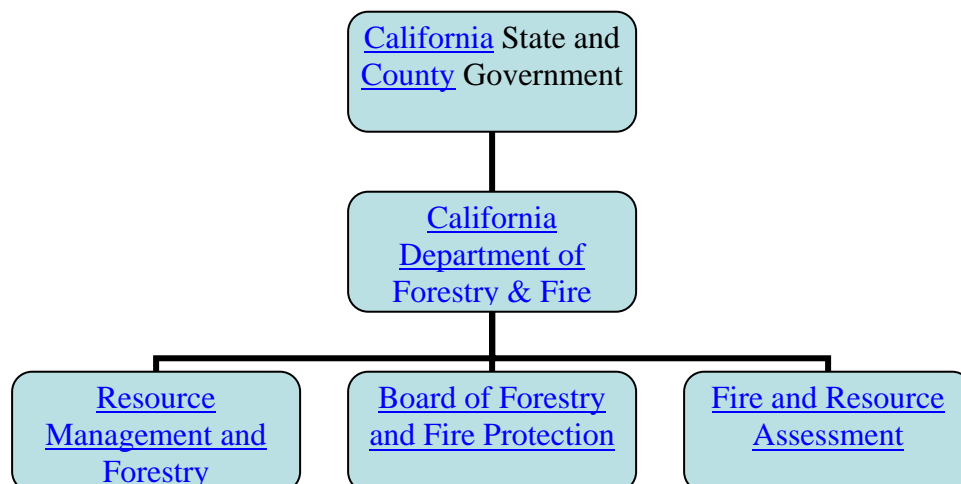 California State and
County Government
California
Department of
Forestry & Fire
Resource
Management and
Forestry
Board of Forestry
and Fire Protection
Fire and Resource
Assessment